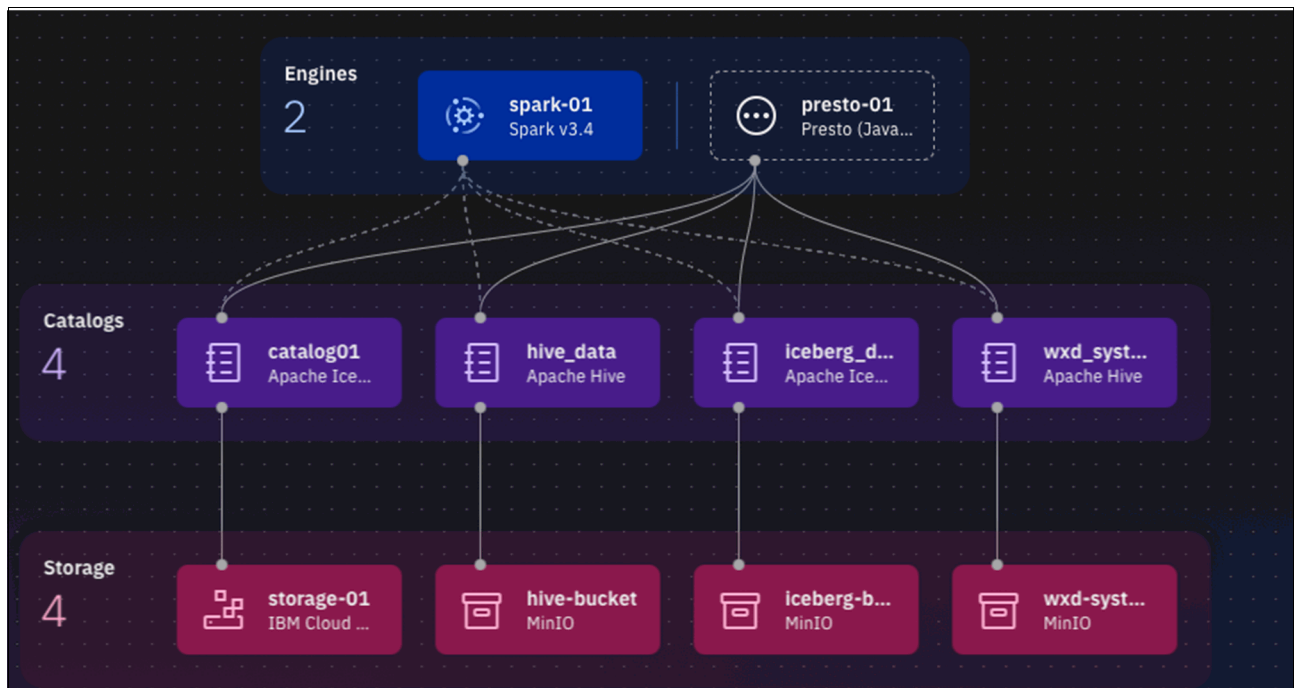 Engines
2
spark-01
Spark v3.4
presto-01
Presto (Java...
Catalogs
4
catalog01
Apache Ice...
hive_data
Apache Hive
iceberg_d...
Apache Ice...
wxd_syst...
Apache Hive
Storage
4
storage-01
IBM Cloud ...
hive-bucket
MinIO
iceberg-b...
MinIO
wxd-syst...
MinIO